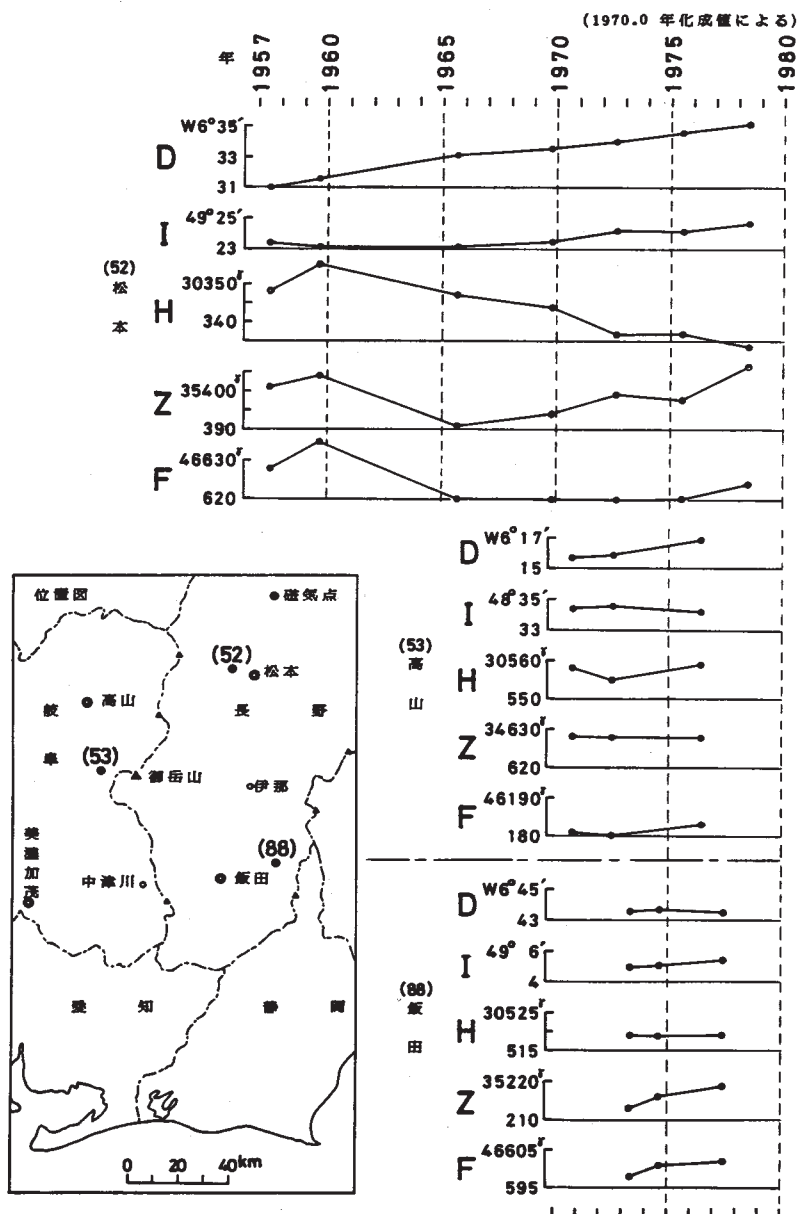 (1970.0 年化成値による)
年 1957 1960 1965 1970 1975 1980
(52) 松本
D W6°35′ 33 31
I 49°25′ 23
H 30350γ 340
Z 35400γ 390
F 46630γ 620
(53) 高山
D W6°17′ 15
I 48°35′ 33
H 30560γ 550
Z 34630γ 620
F 46190γ 180
(88) 飯田
D W6°45′ 43
I 49° 6′ 4
H 30525γ 515
Z 35220γ 210
F 46605γ 595
位置図 ●磁気点
(52)
松本
高山
岐阜
長野
(53)
御岳山
伊那
美濃加茂
(88)
中津川
飯田
愛知
静岡
0 20 40km